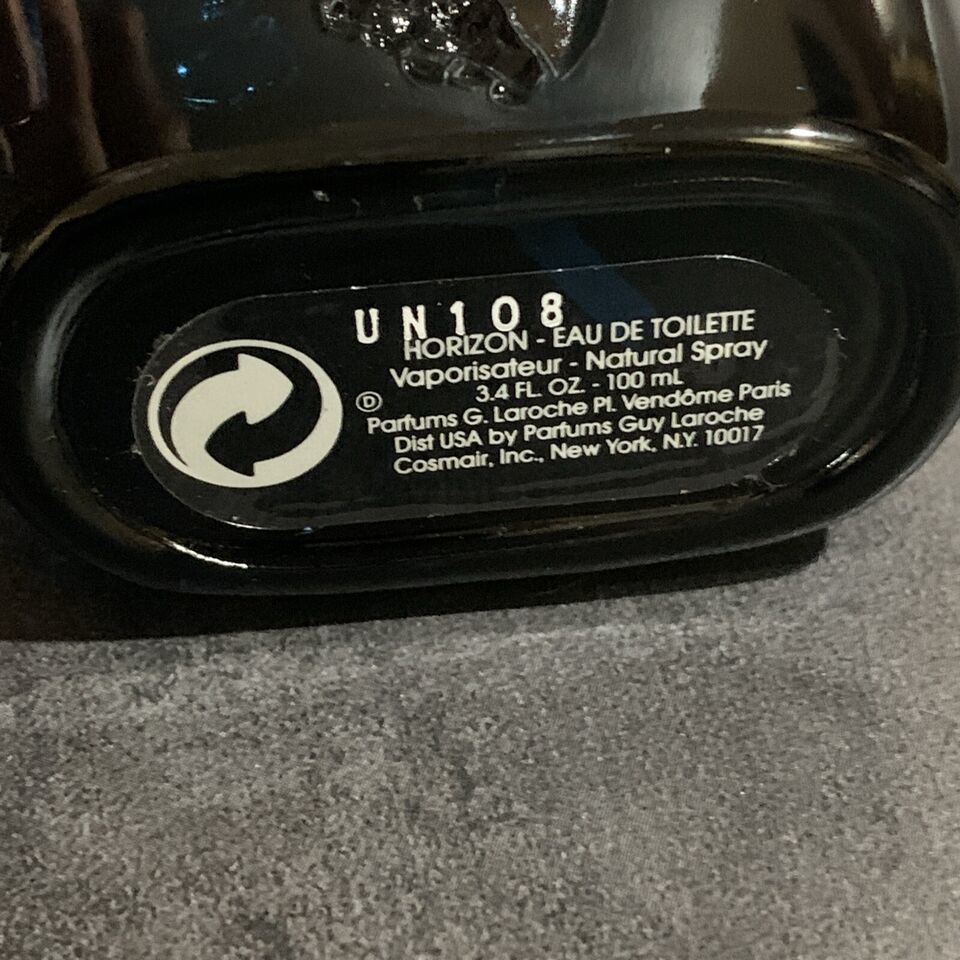 UN108
HORIZON - EAU DE TOILETTE
Vaporisateur - Natural Spray
3.4 FL. OZ. - 100 mL
D
Parfums G. Laroche Pl. Vendôme Paris
Dist USA by Parfums Guy Laroche
Cosmair, Inc., New York, N.Y. 10017